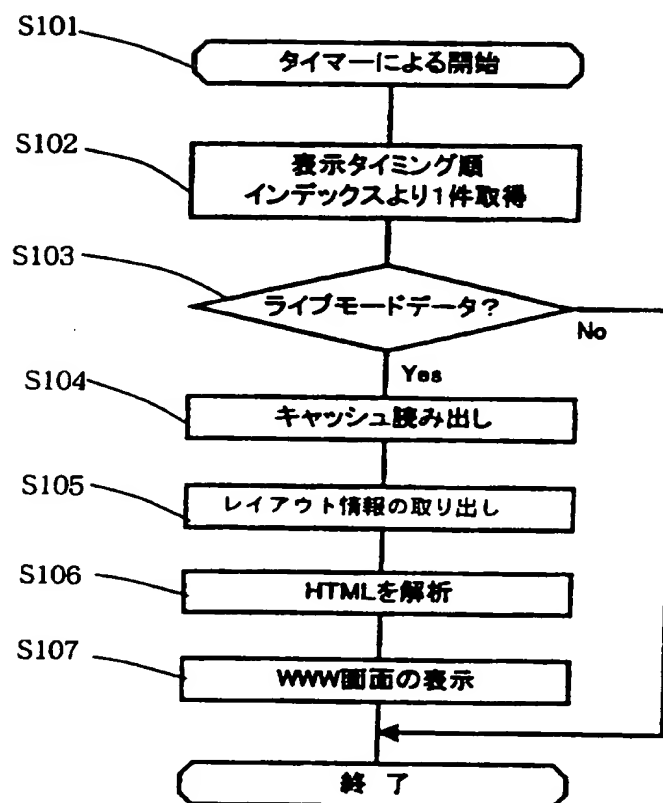 S101
タイマーによる開始
S102
表示タイミング順
インデックスより1件取得
S103
ライブモードデータ?
No
Yes
S104
キャッシュ読み出し
S105
レイアウト情報の取り出し
S106
HTMLを解析
S107
WWW画面の表示
終 了